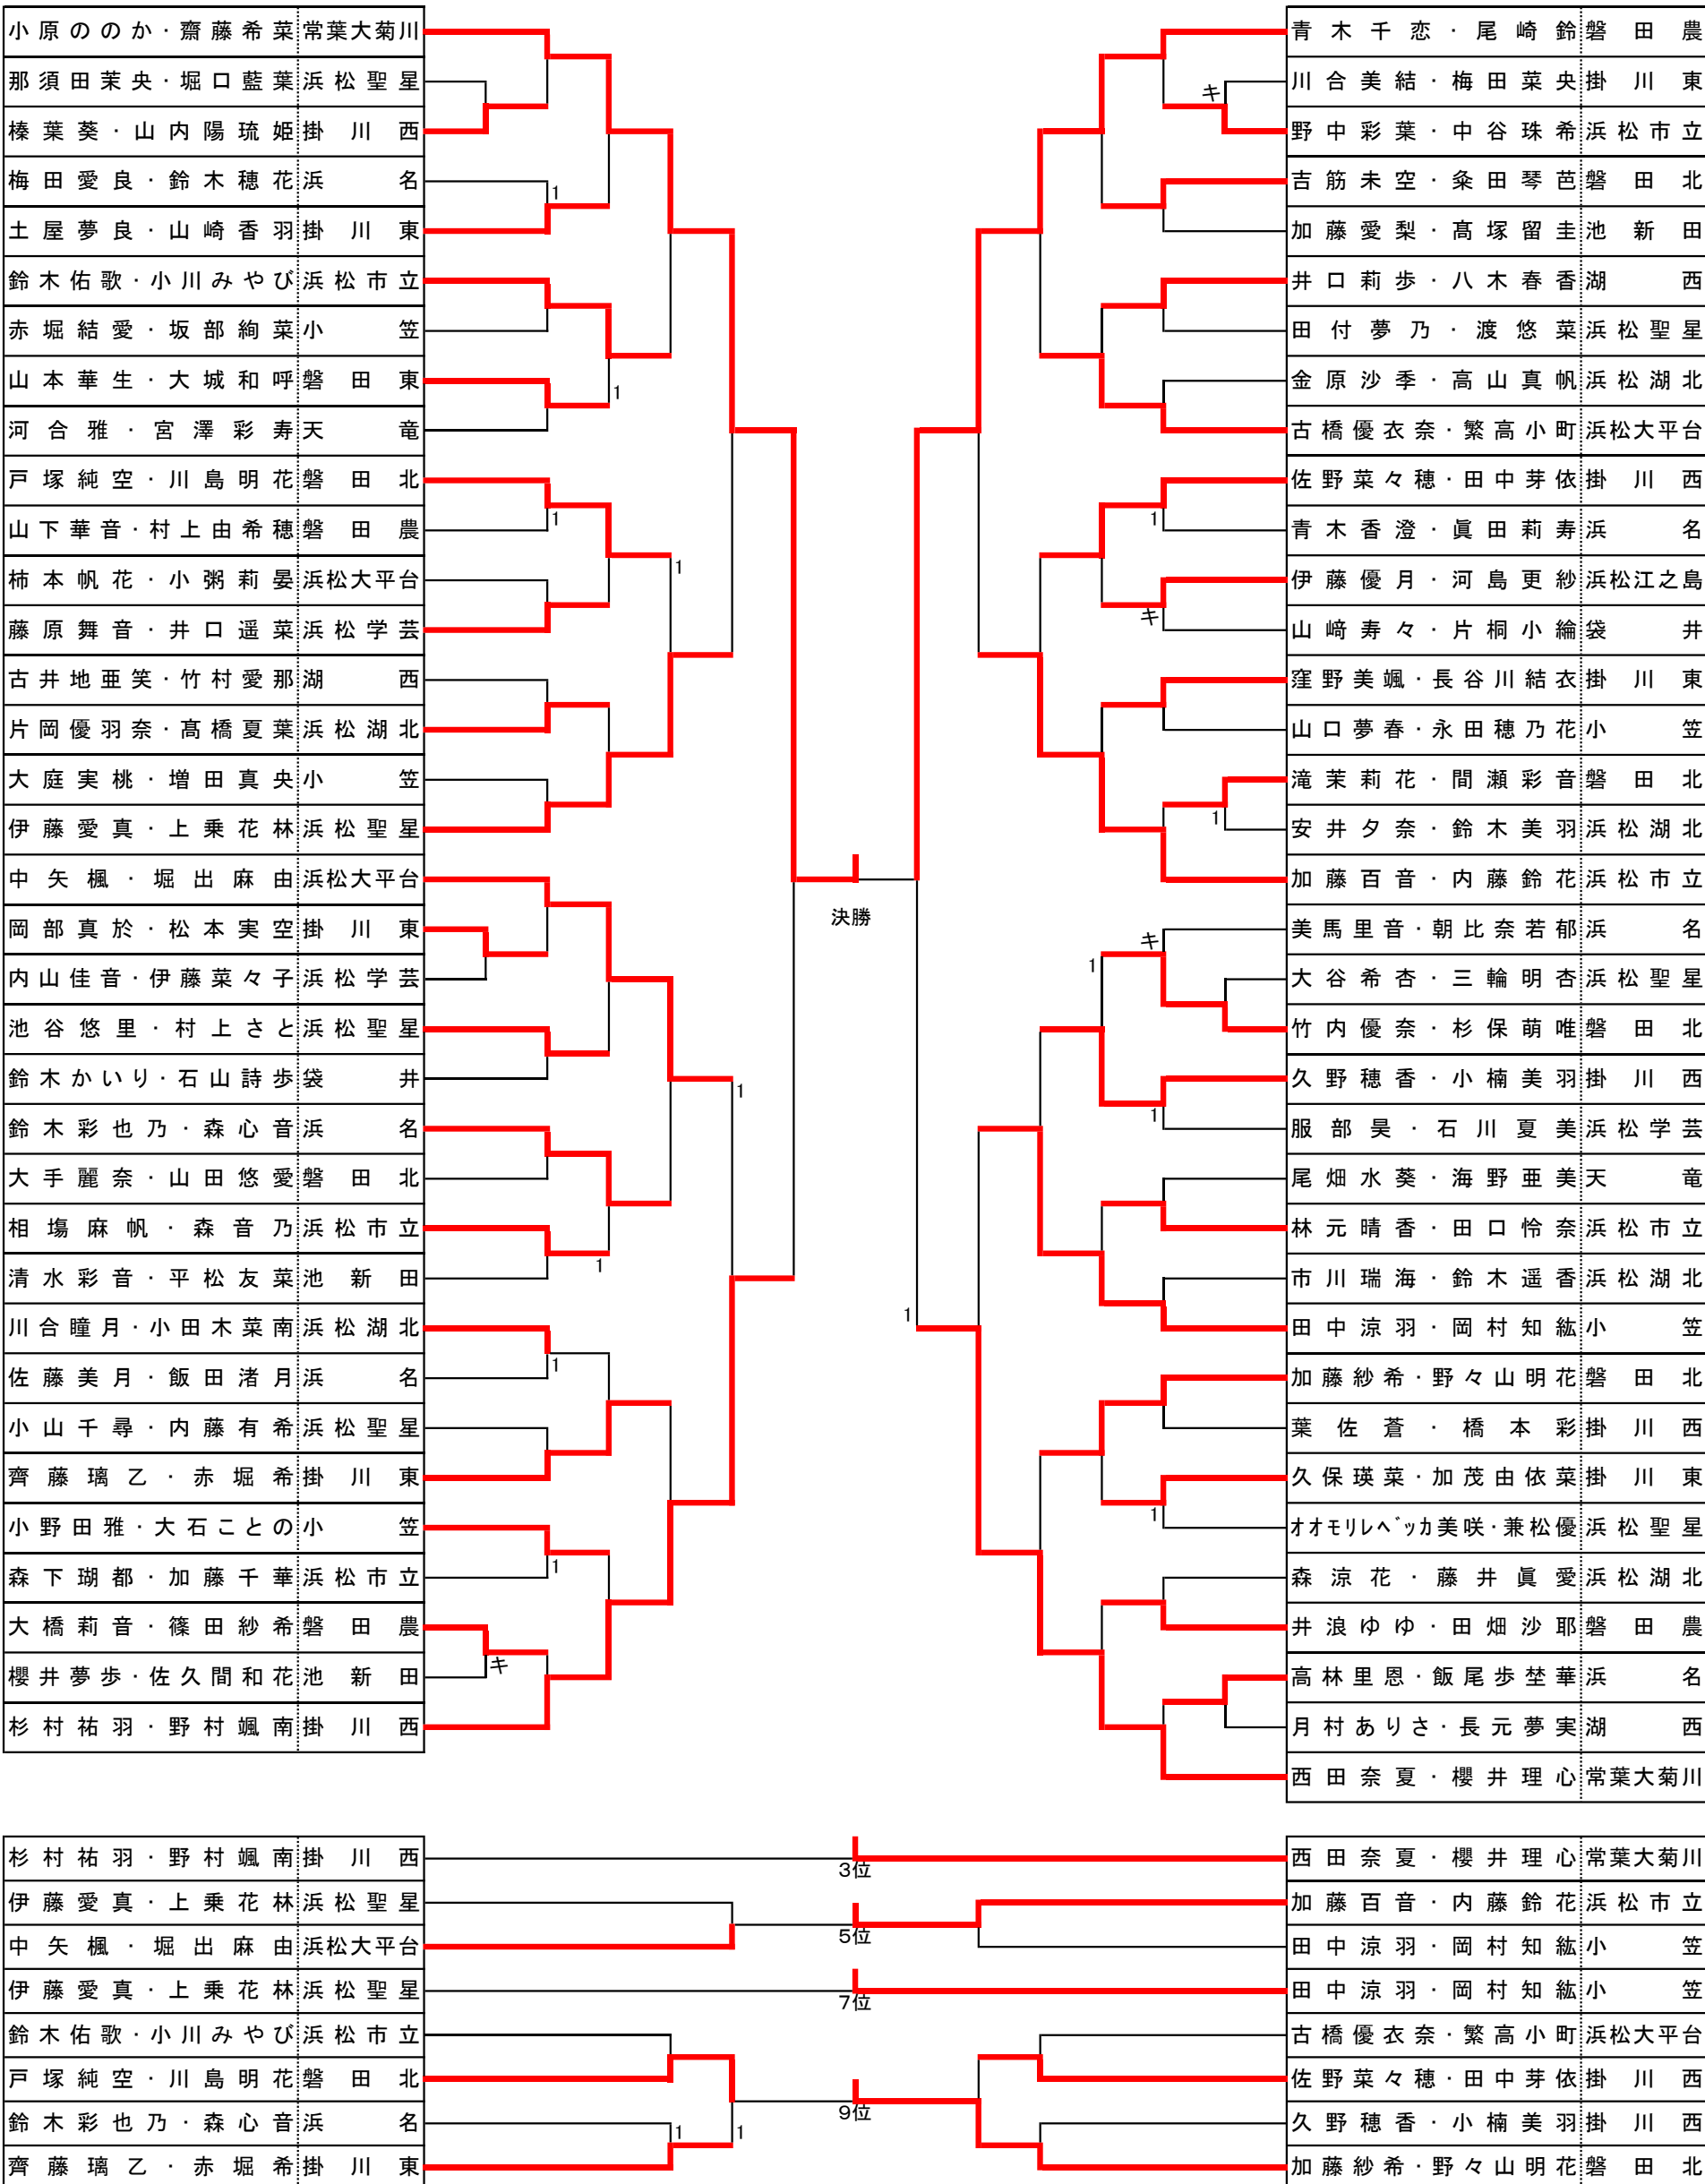 小原ののか・齋藤希菜 常葉大菊川
那須田茉央・堀口藍葉 浜松聖星
榛葉葵・山内陽琉姫 掛川西
梅田愛良・鈴木穂花 浜名
1
土屋夢良・山崎香羽 掛川東
鈴木佑歌・小川みやび 浜松市立
赤堀結愛・坂部絢菜 小笠
山本華生・大城和呼 磐田東
1
河合雅・宮澤彩寿 天竜
戸塚純空・川島明花 磐田北
1
山下華音・村上由希穂 磐田農
1
柿本帆花・小粥莉晏 浜松大平台
藤原舞音・井口遥菜 浜松学芸
古井地亜笑・竹村愛那 湖西
片岡優羽奈・髙橋夏葉 浜松湖北
大庭実桃・増田真央 小笠
伊藤愛真・上乗花林 浜松聖星
中矢楓・堀出麻由 浜松大平台
岡部真於・松本実空 掛川東
内山佳音・伊藤菜々子 浜松学芸
池谷悠里・村上さと 浜松聖星
鈴木かいり・石山詩歩 袋井
1
鈴木彩也乃・森心音 浜名
大手麗奈・山田悠愛 磐田北
相塲麻帆・森音乃 浜松市立
1
清水彩音・平松友菜 池新田
川合瞳月・小田木菜南 浜松湖北
1
佐藤美月・飯田渚月 浜名
小山千尋・内藤有希 浜松聖星
齊藤璃乙・赤堀希 掛川東
小野田雅・大石ことの 小笠
1
森下瑚都・加藤千華 浜松市立
大橋莉音・篠田紗希 磐田農
キ
櫻井夢歩・佐久間和花 池新田
杉村祐羽・野村颯南 掛川西
決勝
青木千恋・尾崎鈴 磐田農
川合美結・梅田菜央 掛川東
キ
野中彩葉・中谷珠希 浜松市立
吉筋未空・粂田琴芭 磐田北
加藤愛梨・髙塚留圭 池新田
井口莉歩・八木春香 湖西
田付夢乃・渡悠菜 浜松聖星
金原沙季・高山真帆 浜松湖北
古橋優衣奈・繁高小町 浜松大平台
佐野菜々穂・田中芽依 掛川西
1
青木香澄・眞田莉寿 浜名
伊藤優月・河島更紗 浜松江之島
キ
山﨑寿々・片桐小綸 袋井
窪野美颯・長谷川結衣 掛川東
山口夢春・永田穂乃花 小笠
滝茉莉花・間瀬彩音 磐田北
1
安井夕奈・鈴木美羽 浜松湖北
加藤百音・内藤鈴花 浜松市立
キ
美馬里音・朝比奈若郁 浜名
1
大谷希杏・三輪明杏 浜松聖星
竹内優奈・杉保萌唯 磐田北
久野穂香・小楠美羽 掛川西
1
服部昊・石川夏美 浜松学芸
尾畑水葵・海野亜美 天竜
林元晴香・田口怜奈 浜松市立
市川瑞海・鈴木遥香 浜松湖北
1
田中涼羽・岡村知紘 小笠
加藤紗希・野々山明花 磐田北
葉佐蒼・橋本彩 掛川西
久保瑛菜・加茂由依菜 掛川東
1
オオモリレベッカ美咲・兼松優 浜松聖星
森涼花・藤井眞愛 浜松湖北
井浪ゆゆ・田畑沙耶 磐田農
高林里恩・飯尾歩埜華 浜名
月村ありさ・長元夢実 湖西
西田奈夏・櫻井理心 常葉大菊川
杉村祐羽・野村颯南 掛川西 3位 西田奈夏・櫻井理心 常葉大菊川
伊藤愛真・上乗花林 浜松聖星 加藤百音・内藤鈴花 浜松市立
5位
中矢楓・堀出麻由 浜松大平台 田中涼羽・岡村知紘 小笠
伊藤愛真・上乗花林 浜松聖星 7位 田中涼羽・岡村知紘 小笠
鈴木佑歌・小川みやび 浜松市立 古橋優衣奈・繁高小町 浜松大平台
戸塚純空・川島明花 磐田北 佐野菜々穂・田中芽依 掛川西
9位
鈴木彩也乃・森心音 浜名 1 1 久野穂香・小楠美羽 掛川西
齊藤璃乙・赤堀希 掛川東 加藤紗希・野々山明花 磐田北